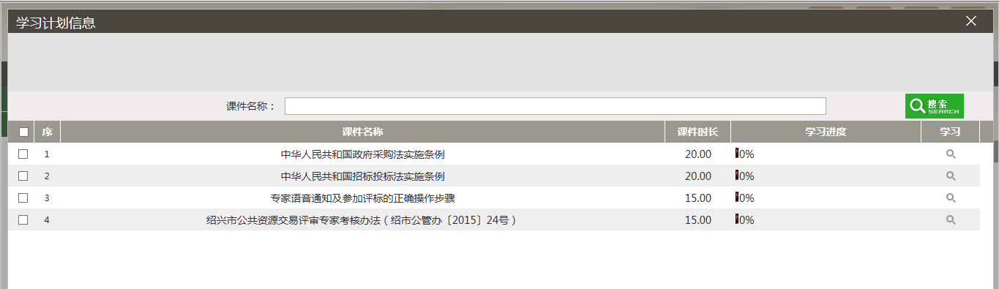 学习计划信息
课件名称：
搜索
SEARCH
序 课件名称 课件时长 学习进度 学习
1 中华人民共和国政府采购法实施条例 20.00 0%
2 中华人民共和国招标投标法实施条例 20.00 0%
3 专家语音通知及参加评标的正确操作步骤 15.00 0%
4 绍兴市公共资源交易评审专家考核办法（绍市公管办〔2015〕24号） 15.00 0%